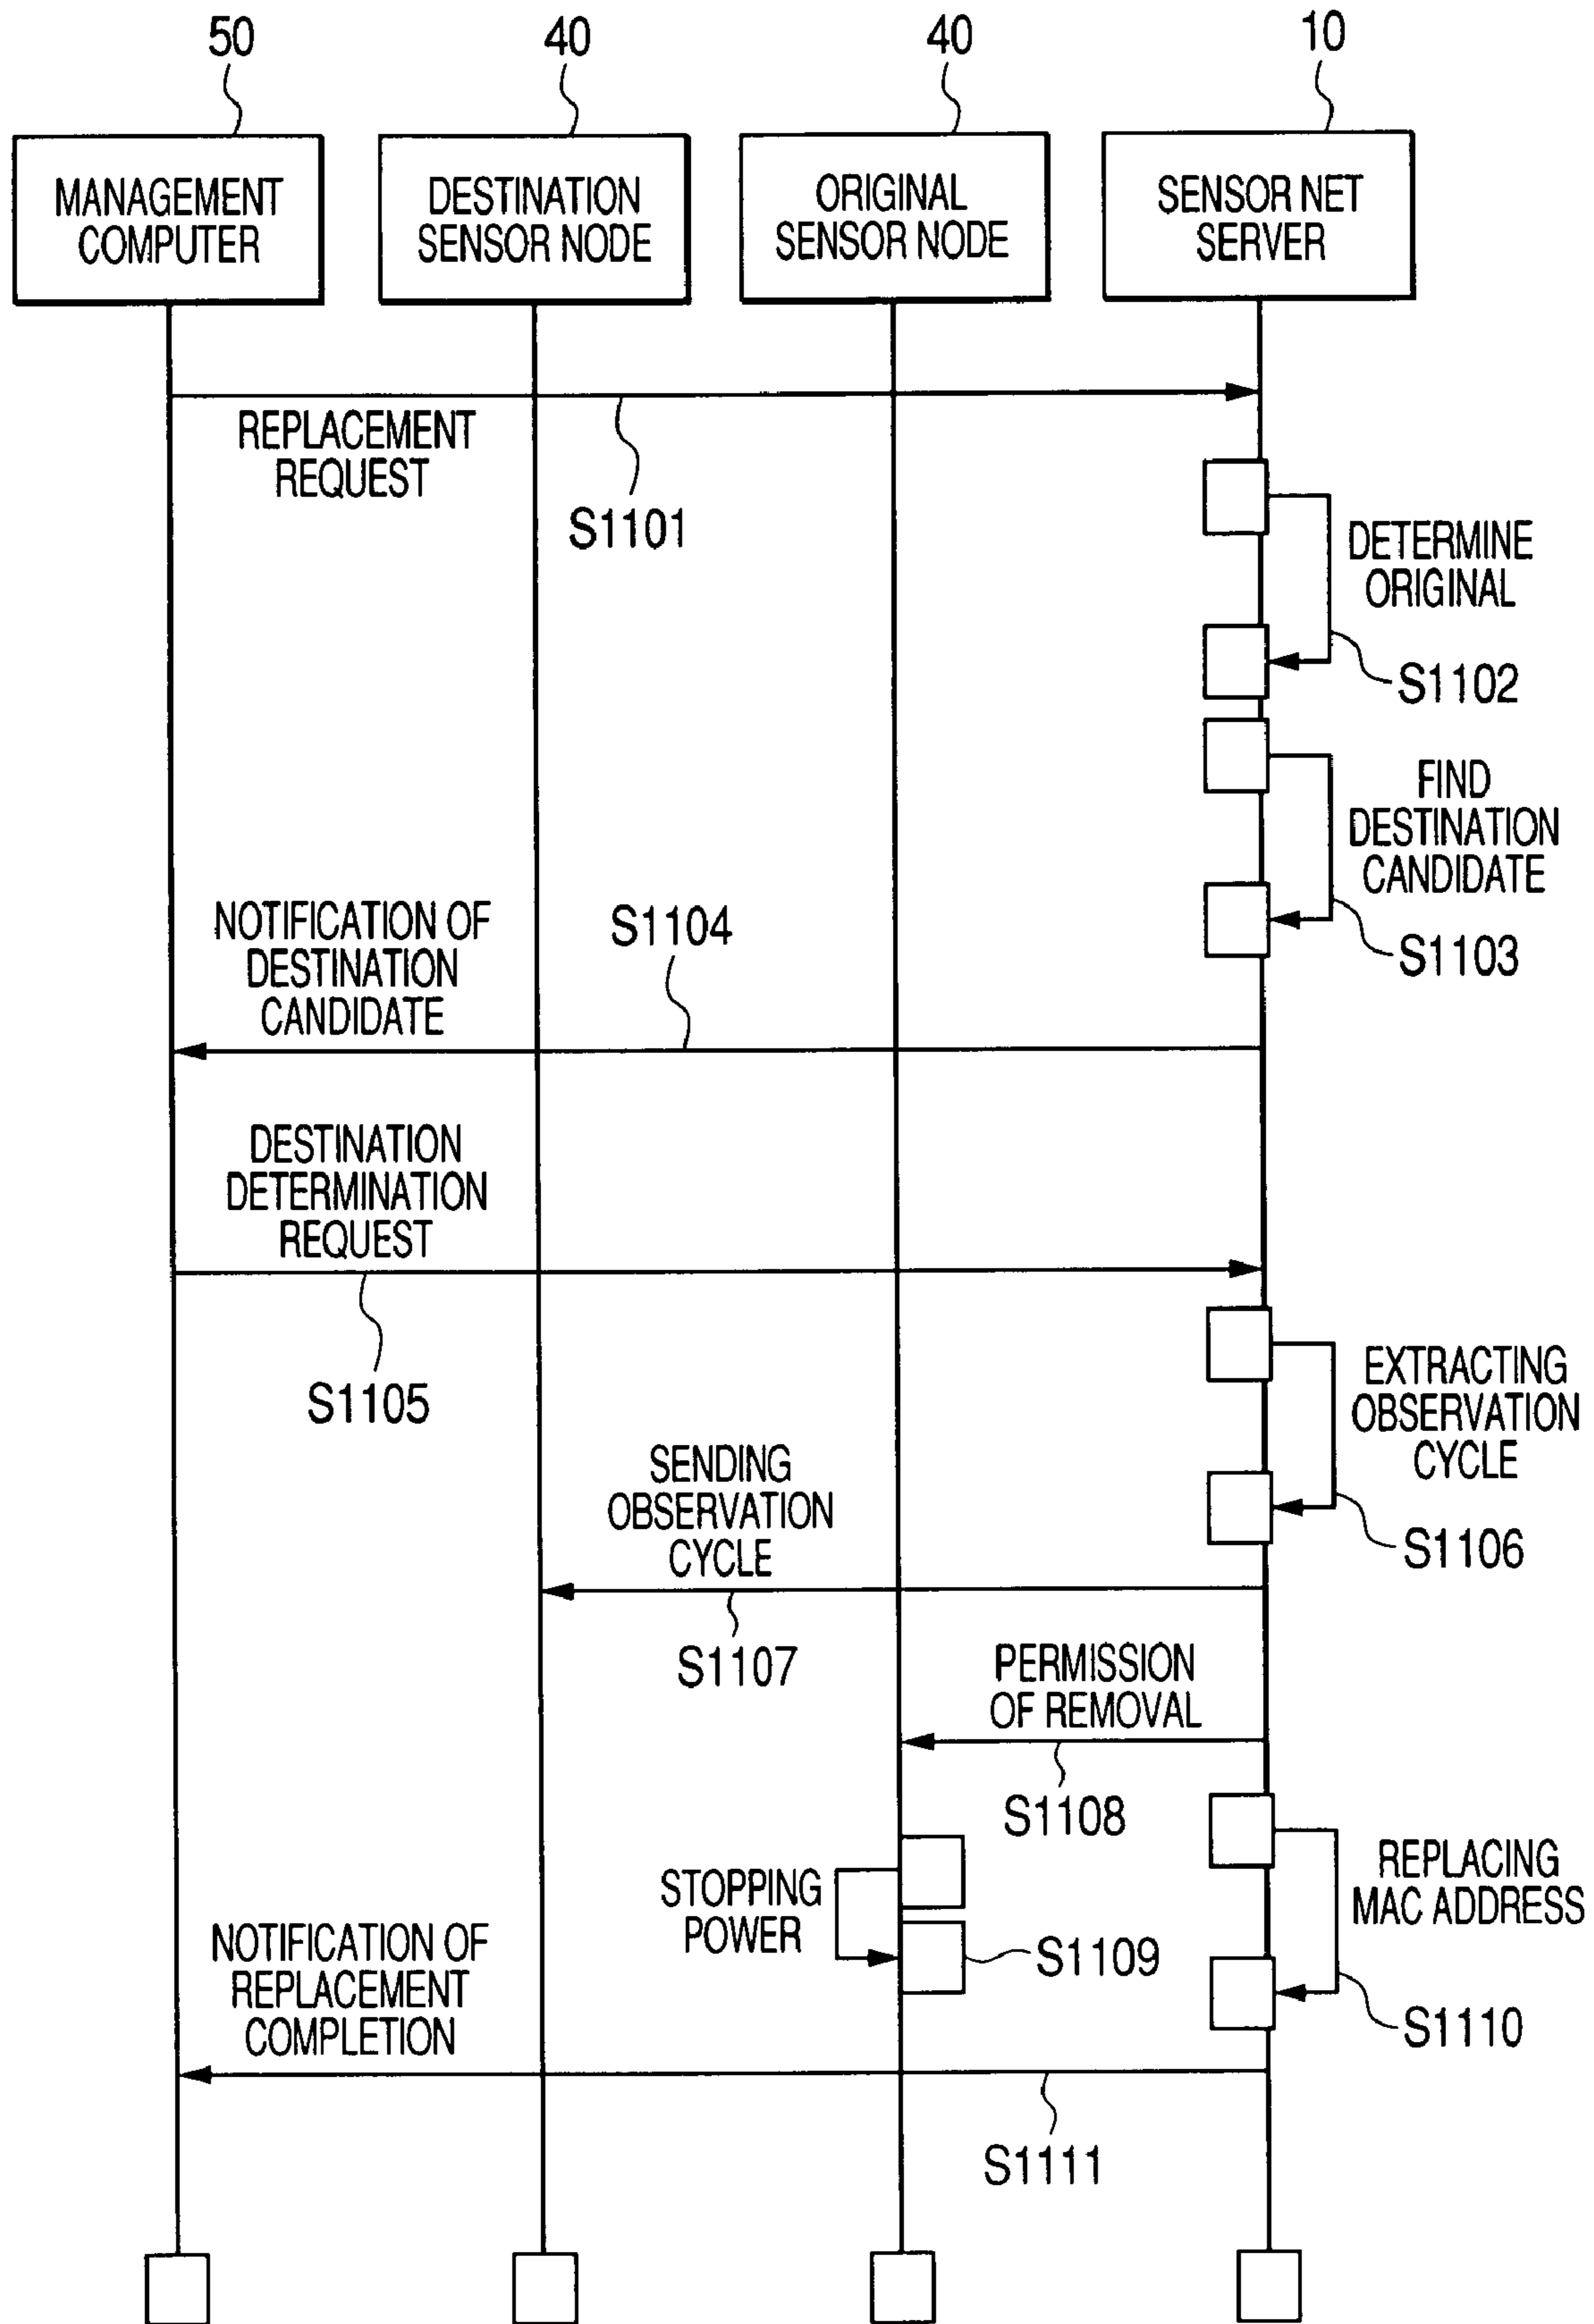 50
40
40
10
MANAGEMENT
COMPUTER
DESTINATION
SENSOR NODE
ORIGINAL
SENSOR NODE
SENSOR NET
SERVER
REPLACEMENT
REQUEST
S1101
DETERMINE
ORIGINAL
S1102
FIND
DESTINATION
CANDIDATE
S1103
NOTIFICATION OF
DESTINATION
CANDIDATE
S1104
DESTINATION
DETERMINATION
REQUEST
S1105
EXTRACTING
OBSERVATION
CYCLE
S1106
SENDING
OBSERVATION
CYCLE
S1107
PERMISSION
OF REMOVAL
S1108
STOPPING
POWER
S1109
REPLACING
MAC ADDRESS
S1110
NOTIFICATION OF
REPLACEMENT
COMPLETION
S1111